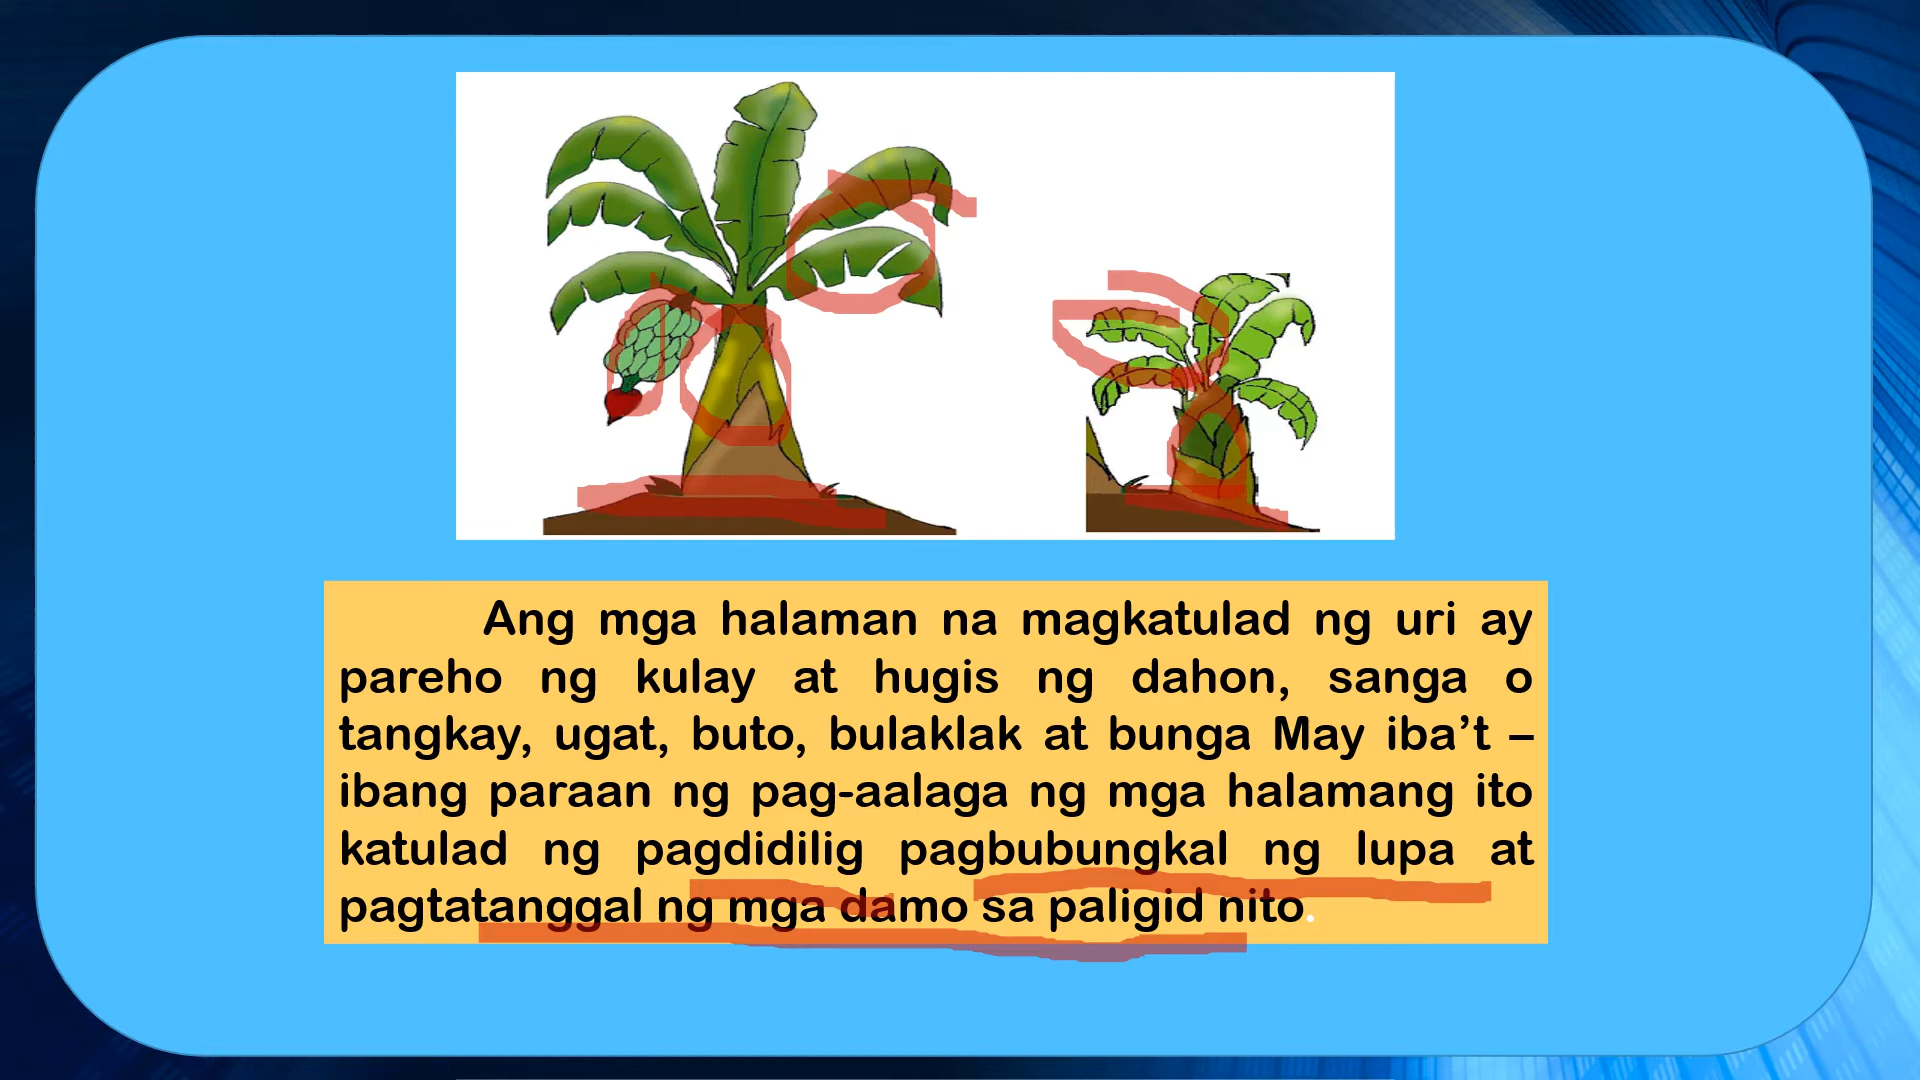 Ang mga halaman na magkatulad ng uri ay
pareho ng kulay at hugis ng dahon, sanga o
tangkay, ugat, buto, bulaklak at bunga May iba’t –
ibang paraan ng pag-aalaga ng mga halamang ito
katulad ng pagdidilig pagbubungkal ng lupa at
pagtatanggal ng mga damo sa paligid nito.